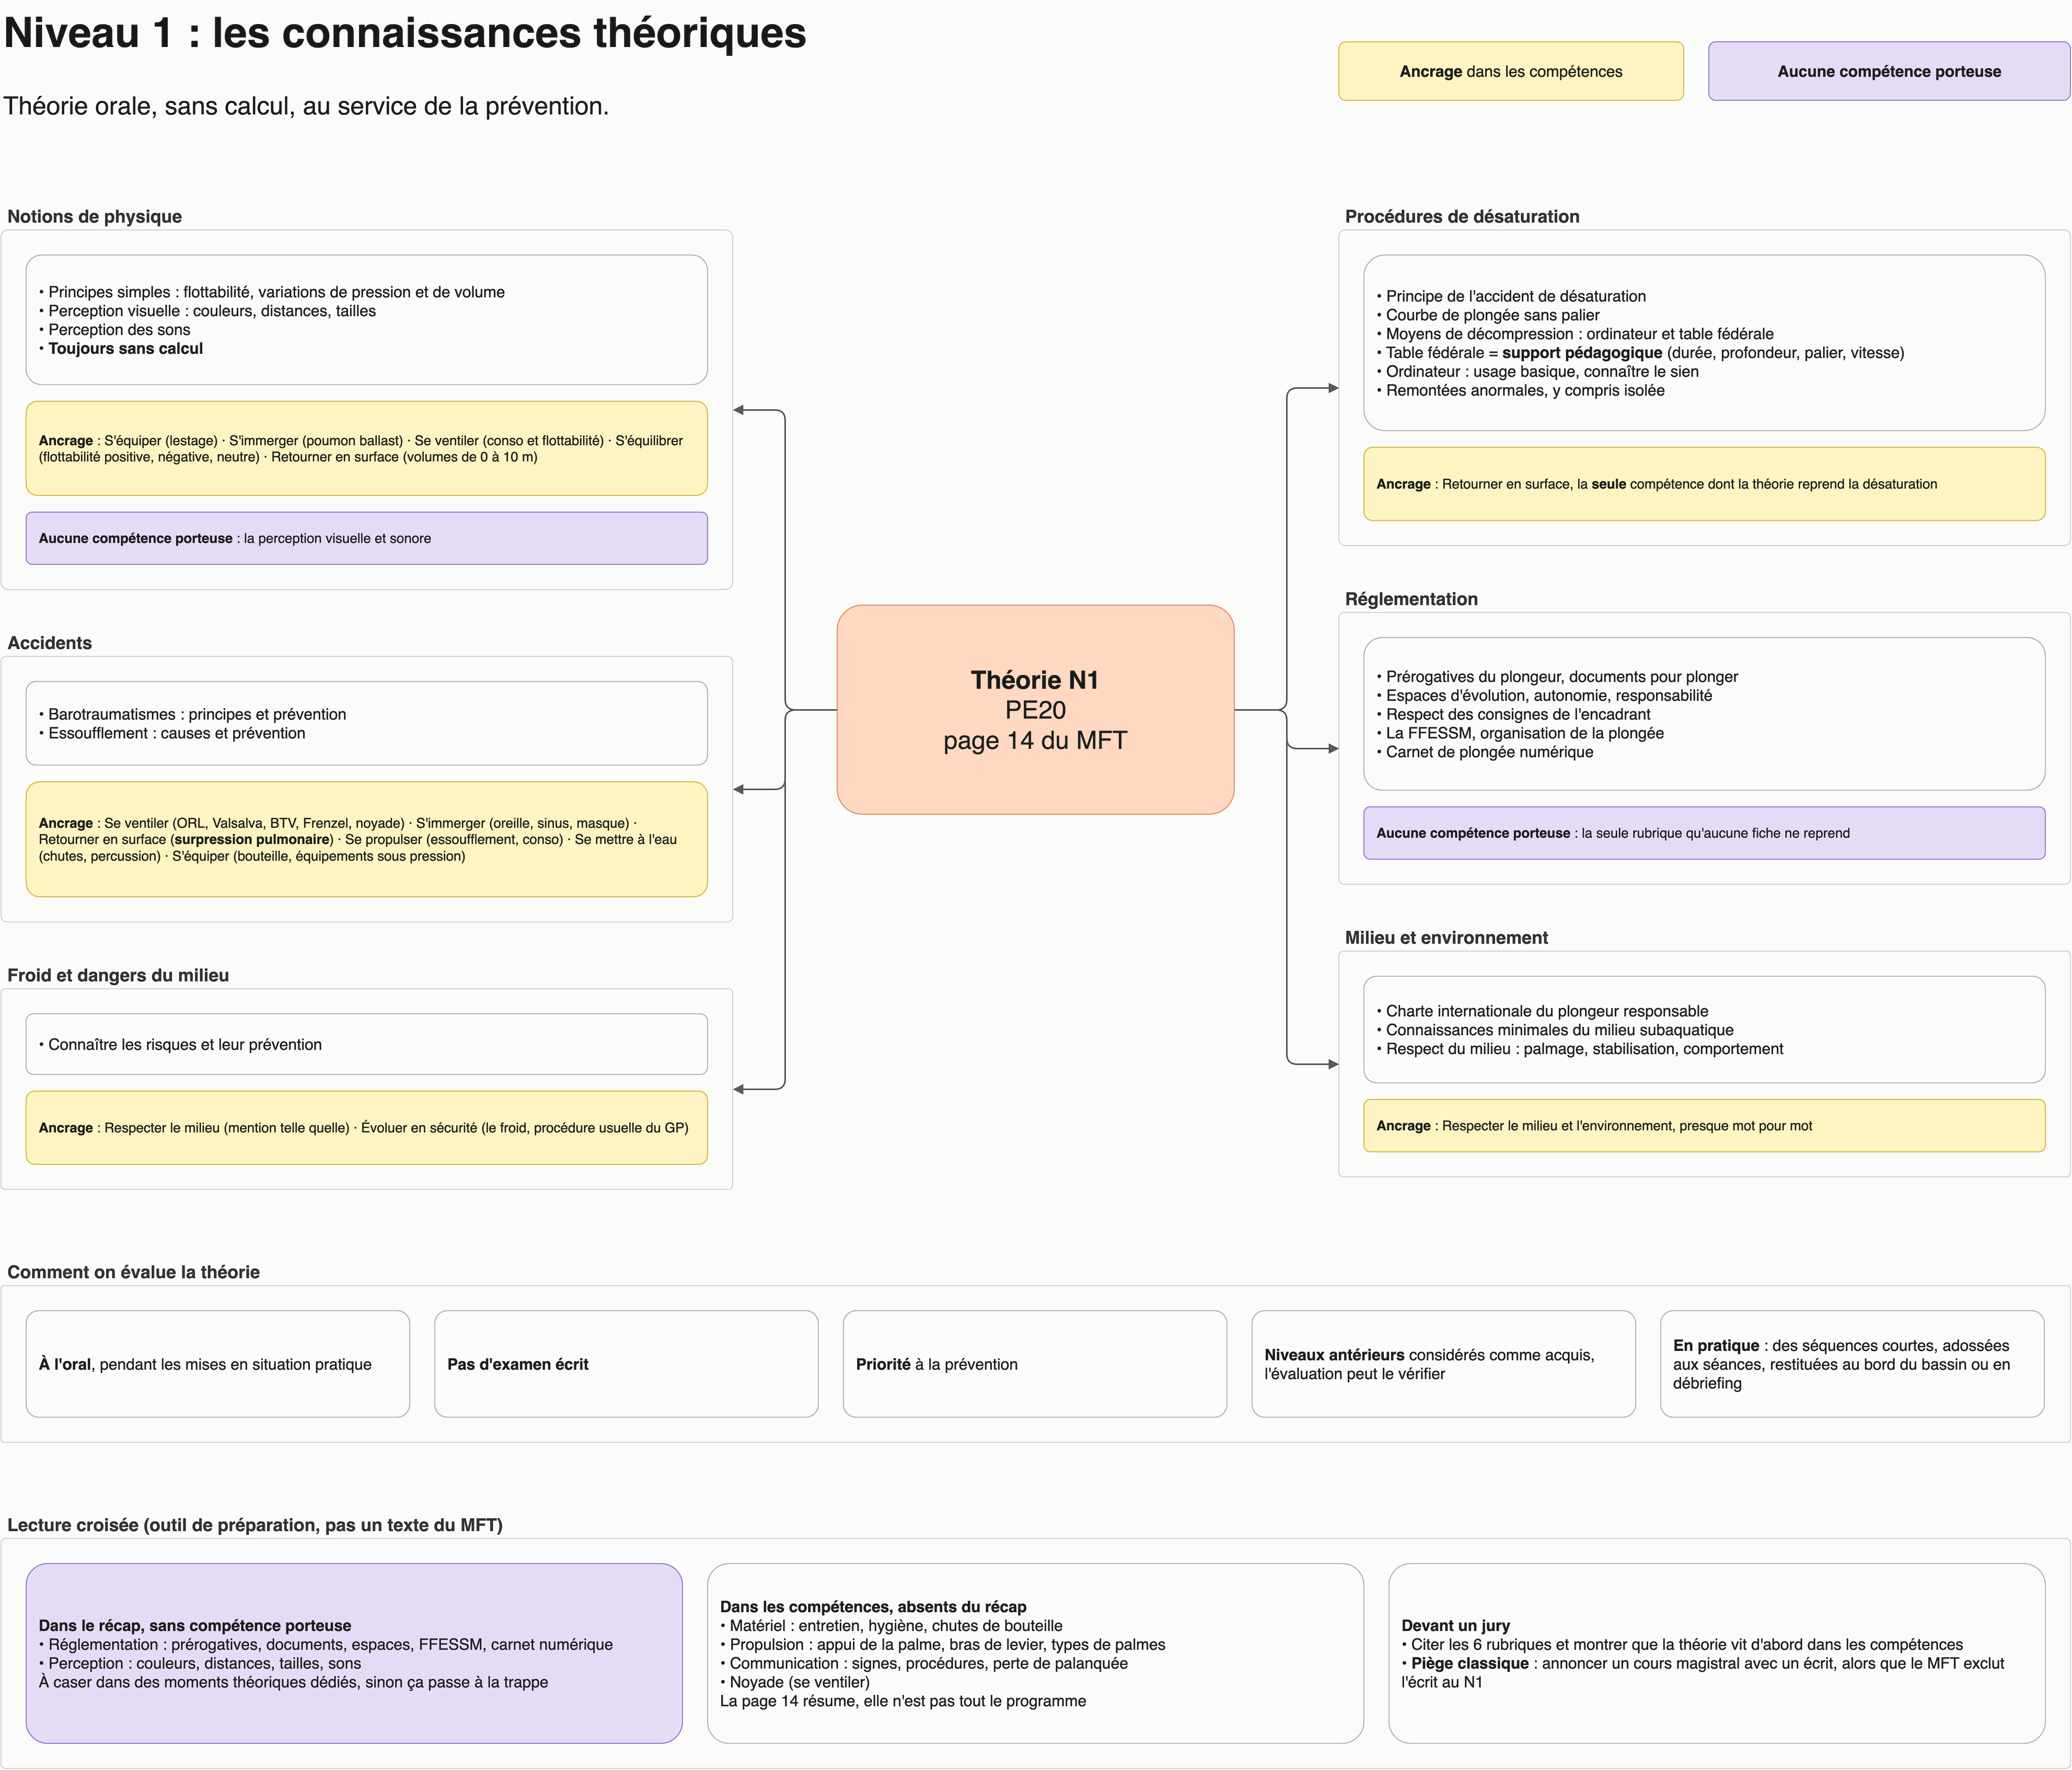 Niveau 1 : les connaissances théoriques
Théorie orale, sans calcul, au service de la prévention.
Ancrage dans les compétences
Aucune compétence porteuse
Notions de physique
• Principes simples : flottabilité, variations de pression et de volume
• Perception visuelle : couleurs, distances, tailles
• Perception des sons
• Toujours sans calcul
Ancrage : S'équiper (lestage) · S'immerger (poumon ballast) · Se ventiler (conso et flottabilité) · S'équilibrer
(flottabilité positive, négative, neutre) · Retourner en surface (volumes de 0 à 10 m)
Aucune compétence porteuse : la perception visuelle et sonore
Accidents
• Barotraumatismes : principes et prévention
• Essoufflement : causes et prévention
Ancrage : Se ventiler (ORL, Valsalva, BTV, Frenzel, noyade) · S'immerger (oreille, sinus, masque) ·
Retourner en surface (surpression pulmonaire) · Se propulser (essoufflement, conso) · Se mettre à l'eau
(chutes, percussion) · S'équiper (bouteille, équipements sous pression)
Froid et dangers du milieu
• Connaître les risques et leur prévention
Ancrage : Respecter le milieu (mention telle quelle) · Évoluer en sécurité (le froid, procédure usuelle du GP)
Théorie N1
PE20
page 14 du MFT
Procédures de désaturation
• Principe de l'accident de désaturation
• Courbe de plongée sans palier
• Moyens de décompression : ordinateur et table fédérale
• Table fédérale = support pédagogique (durée, profondeur, palier, vitesse)
• Ordinateur : usage basique, connaître le sien
• Remontées anormales, y compris isolée
Ancrage : Retourner en surface, la seule compétence dont la théorie reprend la désaturation
Réglementation
• Prérogatives du plongeur, documents pour plonger
• Espaces d'évolution, autonomie, responsabilité
• Respect des consignes de l'encadrant
• La FFESSM, organisation de la plongée
• Carnet de plongée numérique
Aucune compétence porteuse : la seule rubrique qu'aucune fiche ne reprend
Milieu et environnement
• Charte internationale du plongeur responsable
• Connaissances minimales du milieu subaquatique
• Respect du milieu : palmage, stabilisation, comportement
Ancrage : Respecter le milieu et l'environnement, presque mot pour mot
Comment on évalue la théorie
À l'oral, pendant les mises en situation pratique
Pas d'examen écrit
Priorité à la prévention
Niveaux antérieurs considérés comme acquis,
l'évaluation peut le vérifier
En pratique : des séquences courtes, adossées
aux séances, restituées au bord du bassin ou en
débriefing
Lecture croisée (outil de préparation, pas un texte du MFT)
Dans le récap, sans compétence porteuse
• Réglementation : prérogatives, documents, espaces, FFESSM, carnet numérique
• Perception : couleurs, distances, tailles, sons
À caser dans des moments théoriques dédiés, sinon ça passe à la trappe
Dans les compétences, absents du récap
• Matériel : entretien, hygiène, chutes de bouteille
• Propulsion : appui de la palme, bras de levier, types de palmes
• Communication : signes, procédures, perte de palanquée
• Noyade (se ventiler)
La page 14 résume, elle n'est pas tout le programme
Devant un jury
• Citer les 6 rubriques et montrer que la théorie vit d'abord dans les compétences
• Piège classique : annoncer un cours magistral avec un écrit, alors que le MFT exclut
l'écrit au N1